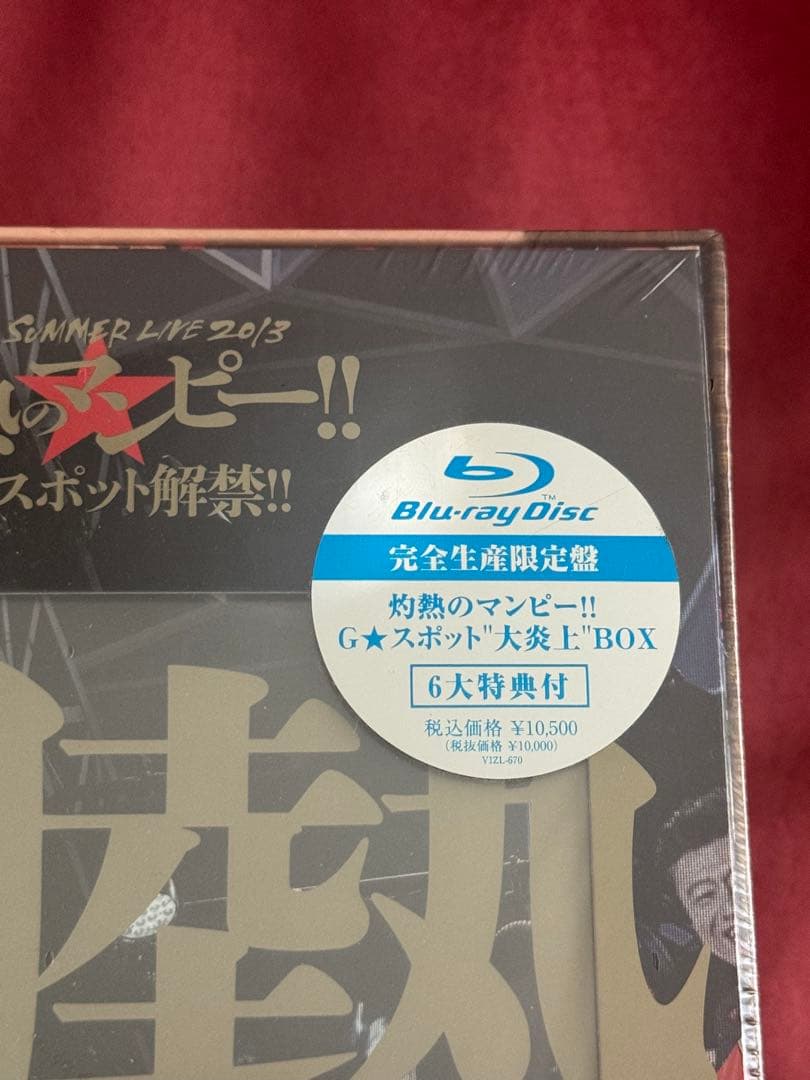 SUMMER LIVE 2013
熱のマンピー!!
スポット解禁!!
Blu-ray Disc
TM
完全生産限定盤
灼熱のマンピー!!
G★スポット"大炎上"BOX
6大特典付
税込価格 ¥10,500
(税抜価格 ¥10,000)
VIZL-670
熱